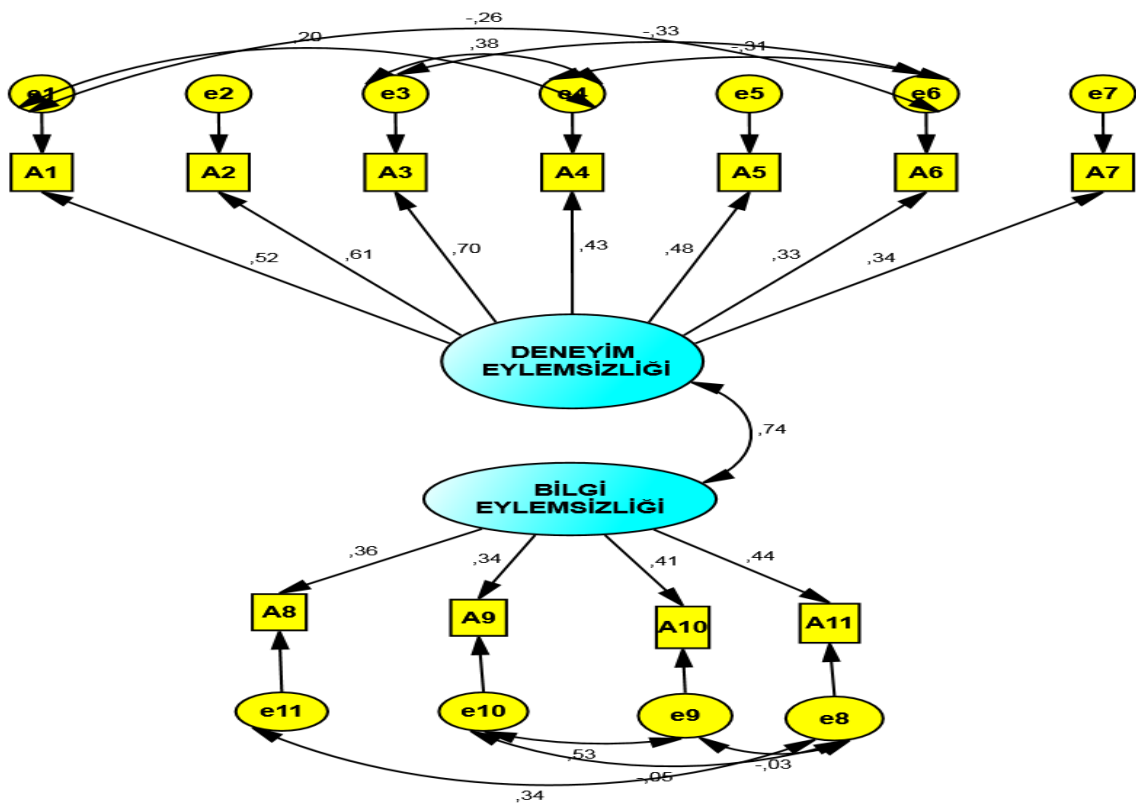 -,26
,20
,38
-,33
-,31
e1
e2
e3
e4
e5
e6
e7
A1
A2
A3
A4
A5
A6
A7
,52
,61
,70
,43
,48
,33
,34
DENEYİM
EYLEMSİZLİĞİ
,74
BİLGİ
EYLEMSİZLİĞİ
,36
,34
,41
,44
A8
A9
A10
A11
e11
e10
e9
e8
,53
-,03
-,05
,34